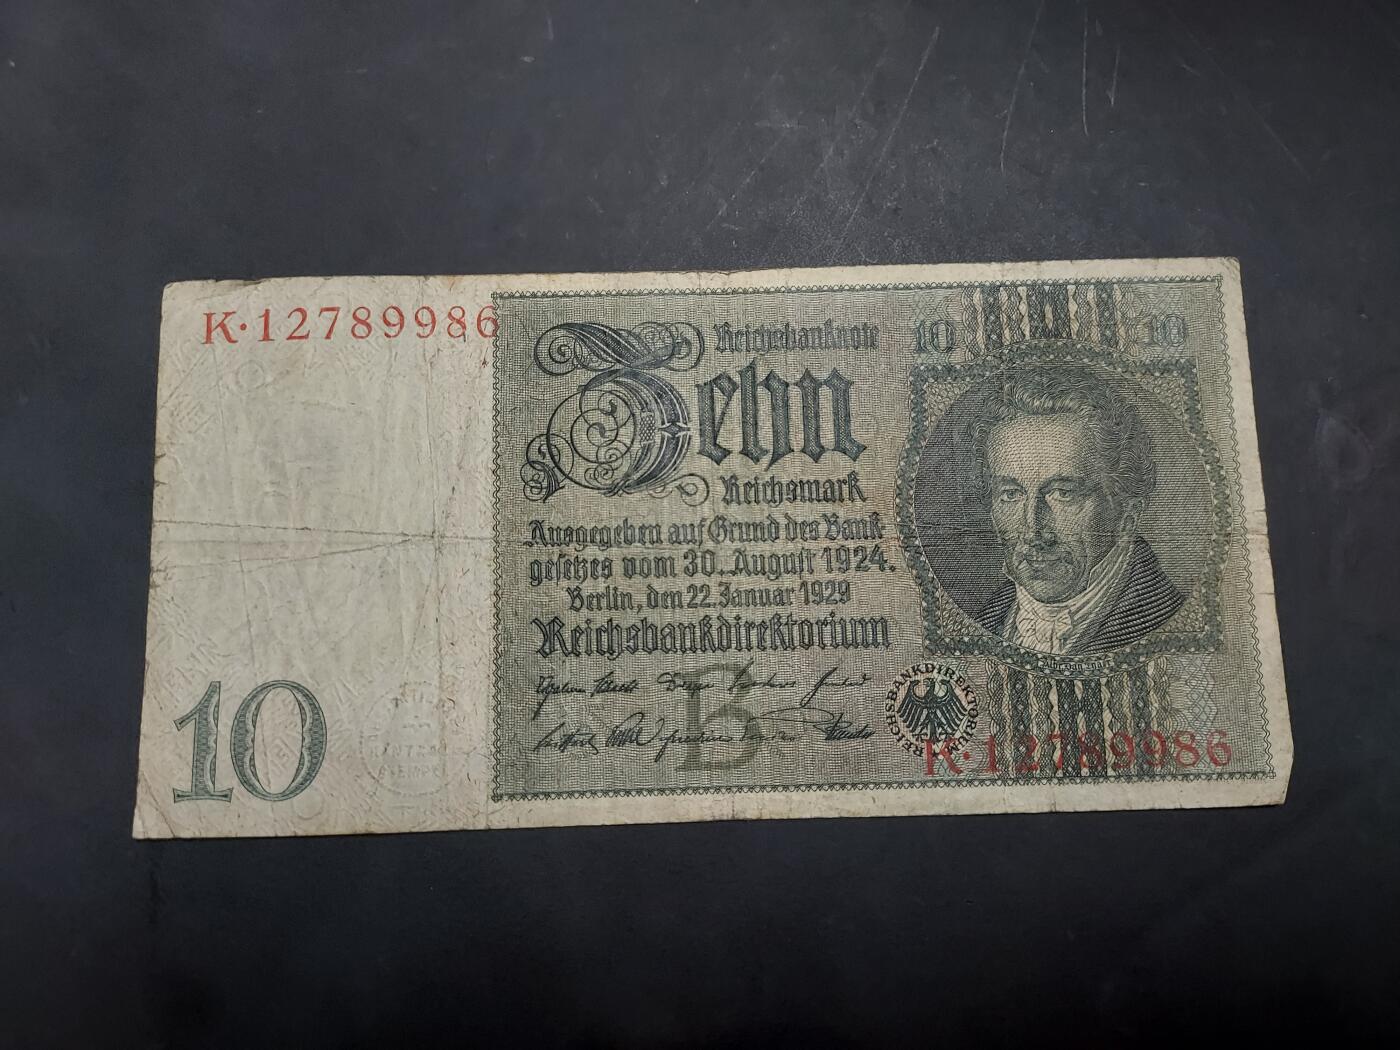 K·12789986
Reichsbanknote
10
10
Zehn
Reichsmark
Ausgegeben auf Grund des Bank-
gesetzes vom 30. August 1924.
Berlin, den 22. Januar 1929
Reichsbankdirektorium
B
REICHSBANKDIREKTORIUM
K·12789986
10